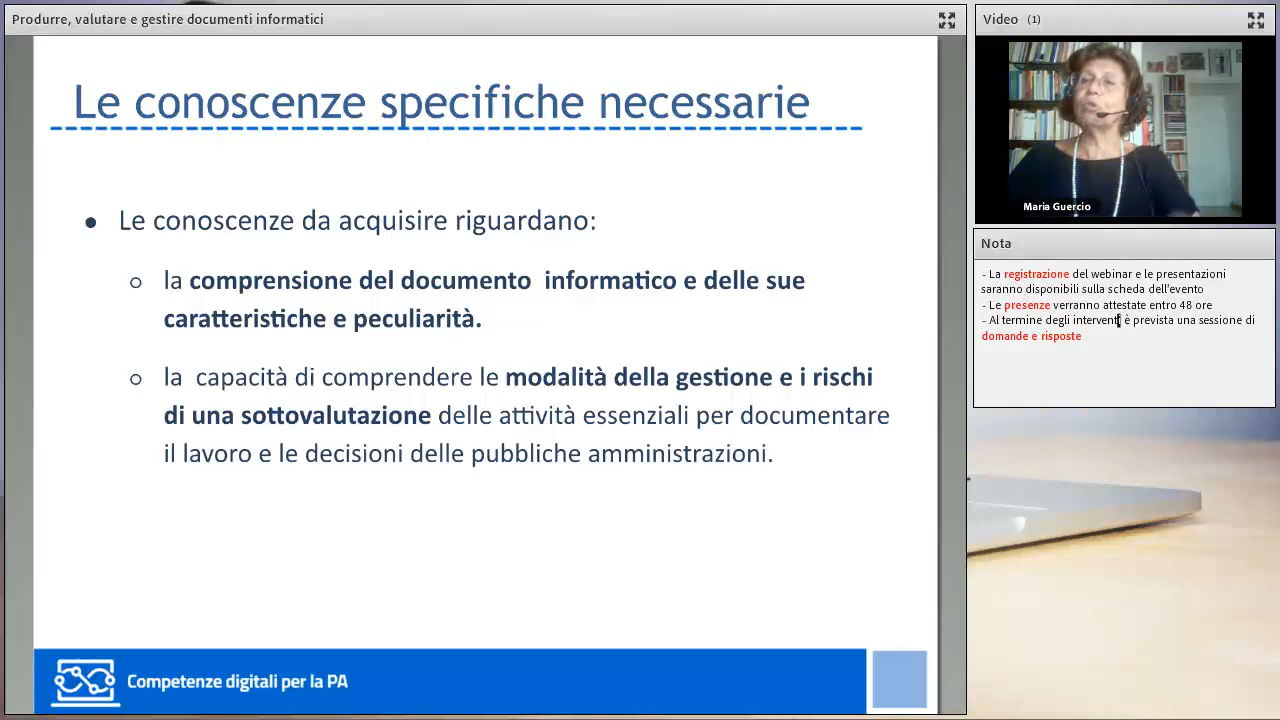 Produrre, valutare e gestire documenti informatici
Le conoscenze specifiche necessarie
● Le conoscenze da acquisire riguardano:
○ la comprensione del documento informatico e delle sue
caratteristiche e peculiarità.
○ la capacità di comprendere le modalità della gestione e i rischi
di una sottovalutazione delle attività essenziali per documentare
il lavoro e le decisioni delle pubbliche amministrazioni.
Competenze digitali per la PA
Video (1)
Maria Guercio
Nota
- La registrazione del webinar e le presentazioni
saranno disponibili sulla scheda dell'evento
- Le presenze verranno attestate entro 48 ore
- Al termine degli interventi è prevista una sessione di
domande e risposte